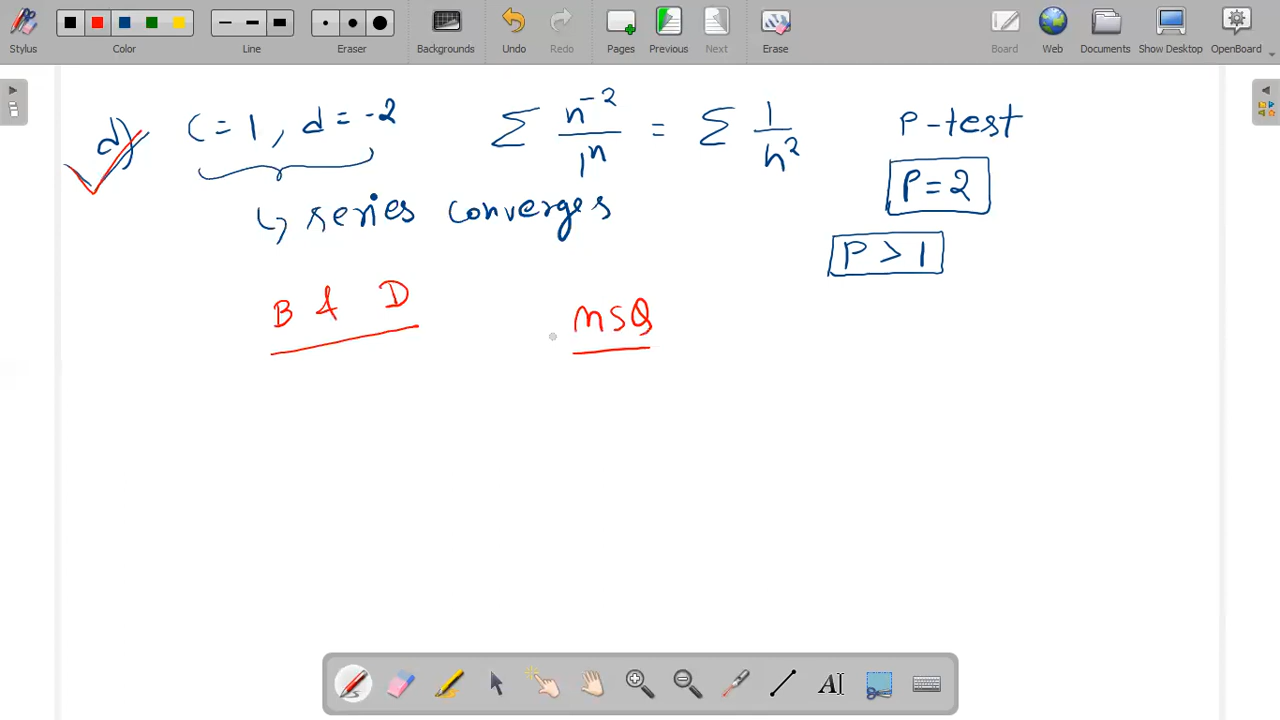 Stylus Color Line Eraser Backgrounds Undo Redo Pages Previous Next Erase Board Web Documents Show Desktop OpenBoard
d) C = 1, d = -2 Σ n^-2 / 1^n = Σ 1 / n^2 P-test
P = 2
↳ series converges
P > 1
B & D MSQ